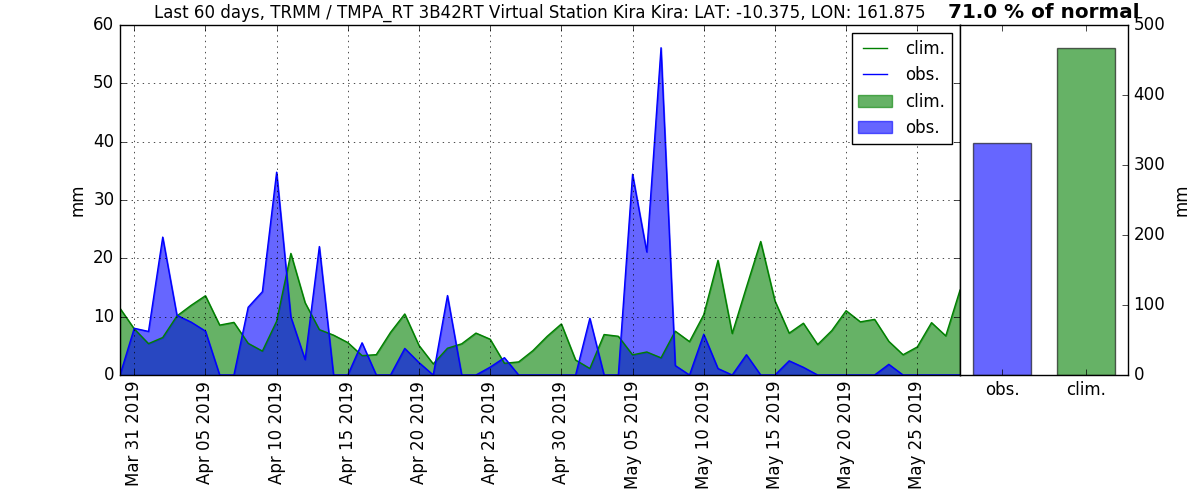 Last 60 days, TRMM / TMPA_RT 3B42RT Virtual Station Kira Kira: LAT: -10.375, LON: 161.875
71.0 % of normal
60
50
40
30
20
10
0
mm
clim.
obs.
clim.
obs.
500
400
300
200
100
0
mm
obs.
clim.
Mar 31 2019
Apr 05 2019
Apr 10 2019
Apr 15 2019
Apr 20 2019
Apr 25 2019
Apr 30 2019
May 05 2019
May 10 2019
May 15 2019
May 20 2019
May 25 2019